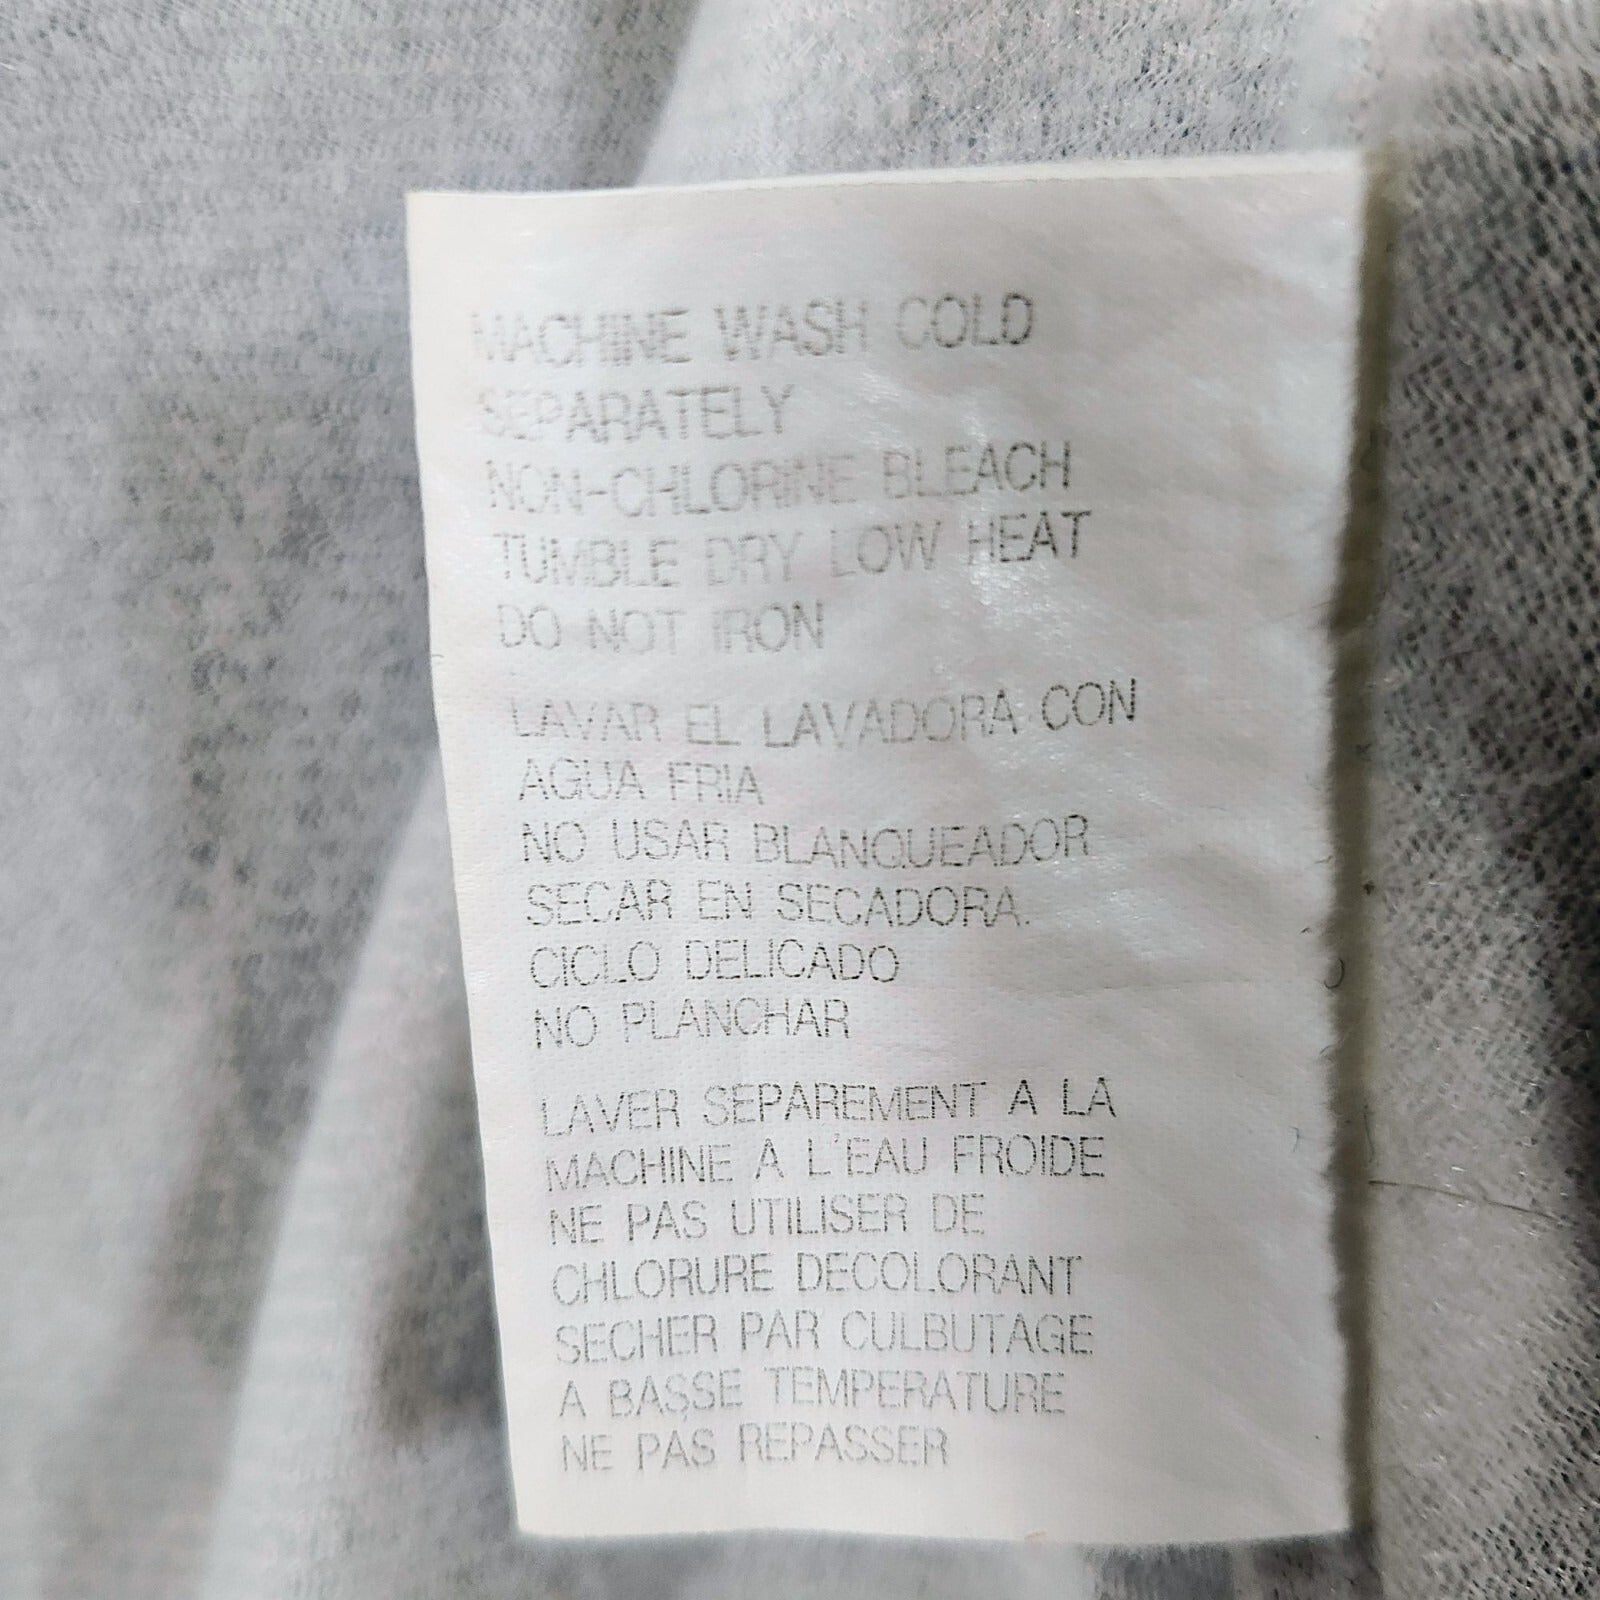 MACHINE WASH COLD
SEPARATELY
NON-CHLORINE BLEACH
TUMBLE DRY LOW HEAT
DO NOT IRON
LAVAR EL LAVADORA CON
AGUA FRIA
NO USAR BLANQUEADOR
SECAR EN SECADORA.
CICLO DELICADO
NO PLANCHAR
LAVER SEPAREMENT A LA
MACHINE A L'EAU FROIDE
NE PAS UTILISER DE
CHLORURE DECOLORANT
SECHER PAR CULBUTAGE
A BASSE TEMPERATURE
NE PAS REPASSER